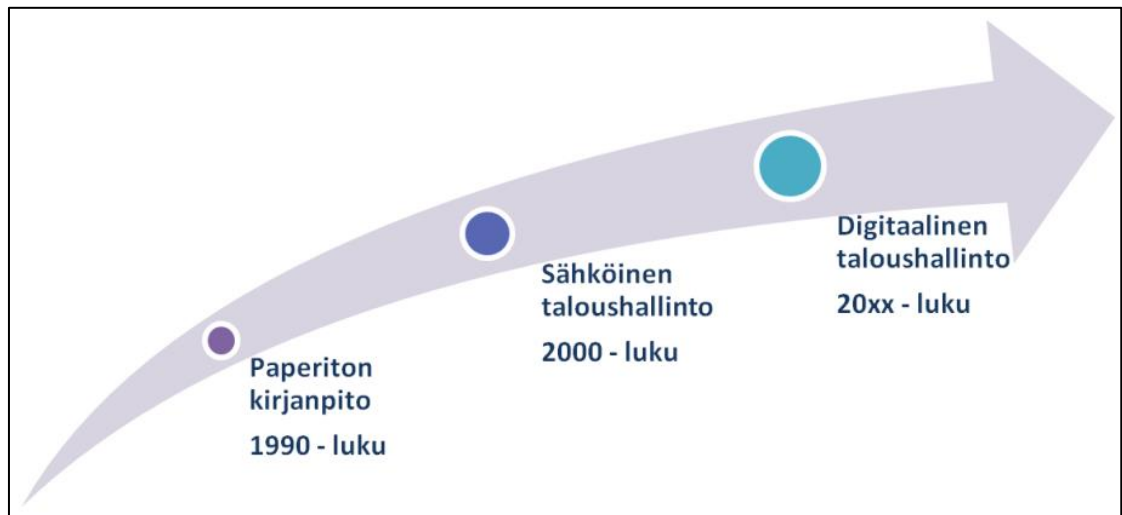 Paperiton
kirjanpito
1990 - luku
Sähköinen
taloushallinto
2000 - luku
Digitaalinen
taloushallinto
20xx - luku